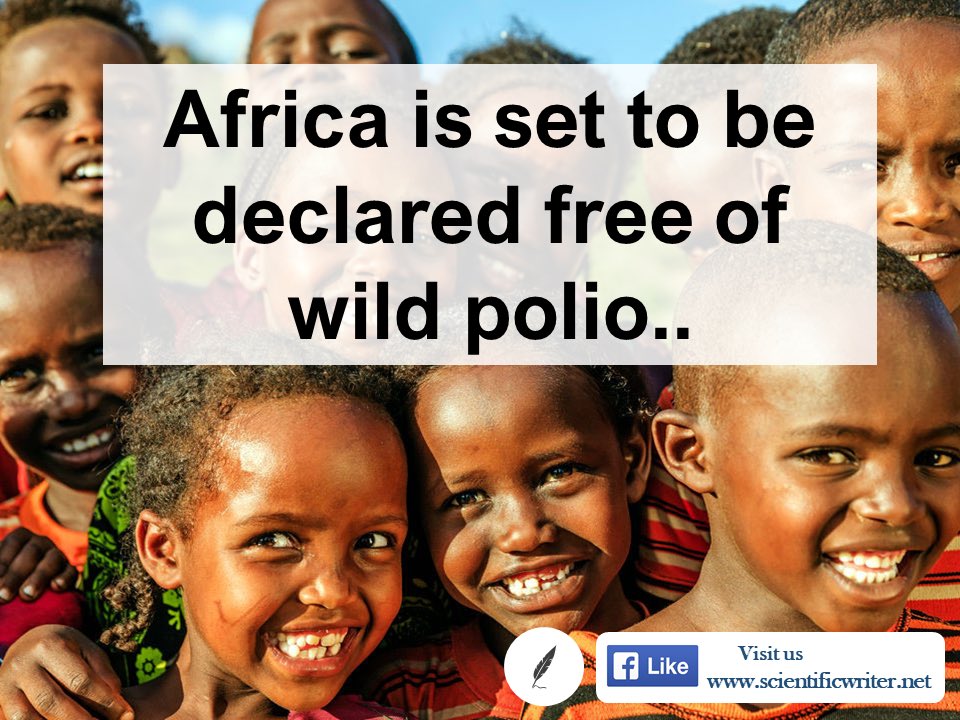 Africa is set to be
declared free of
wild polio..
Like
Visit us
www.scientificwriter.net